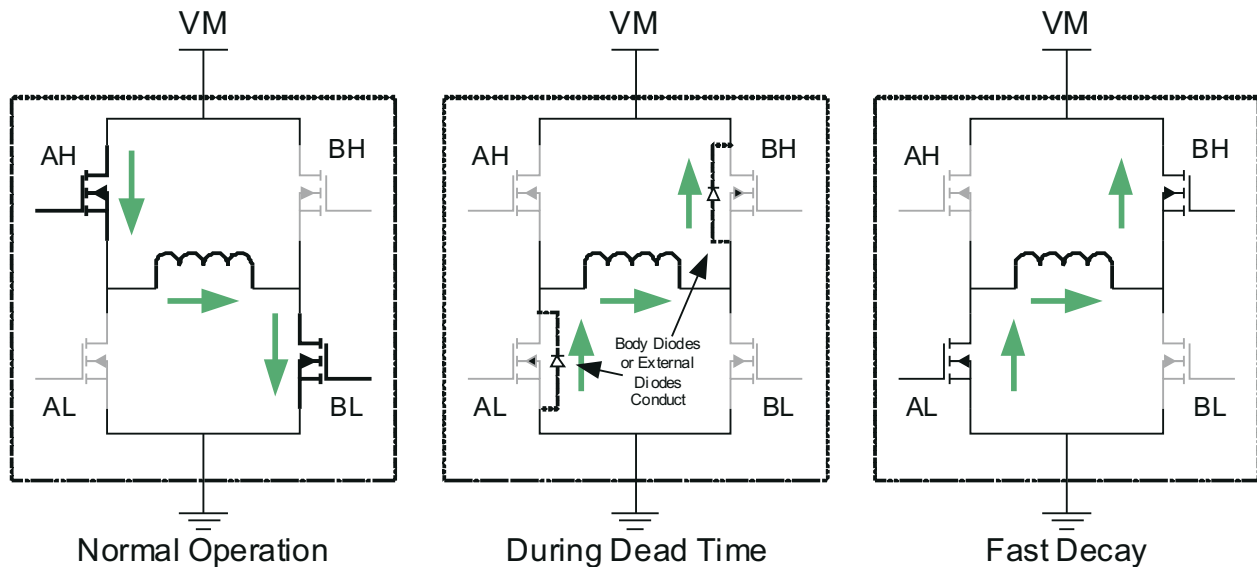 VM
VM
VM
AH
BH
AH
BH
AH
BH
Body Diodes
or External
Diodes
Conduct
AL
BL
AL
BL
AL
BL
Normal Operation
During Dead Time
Fast Decay